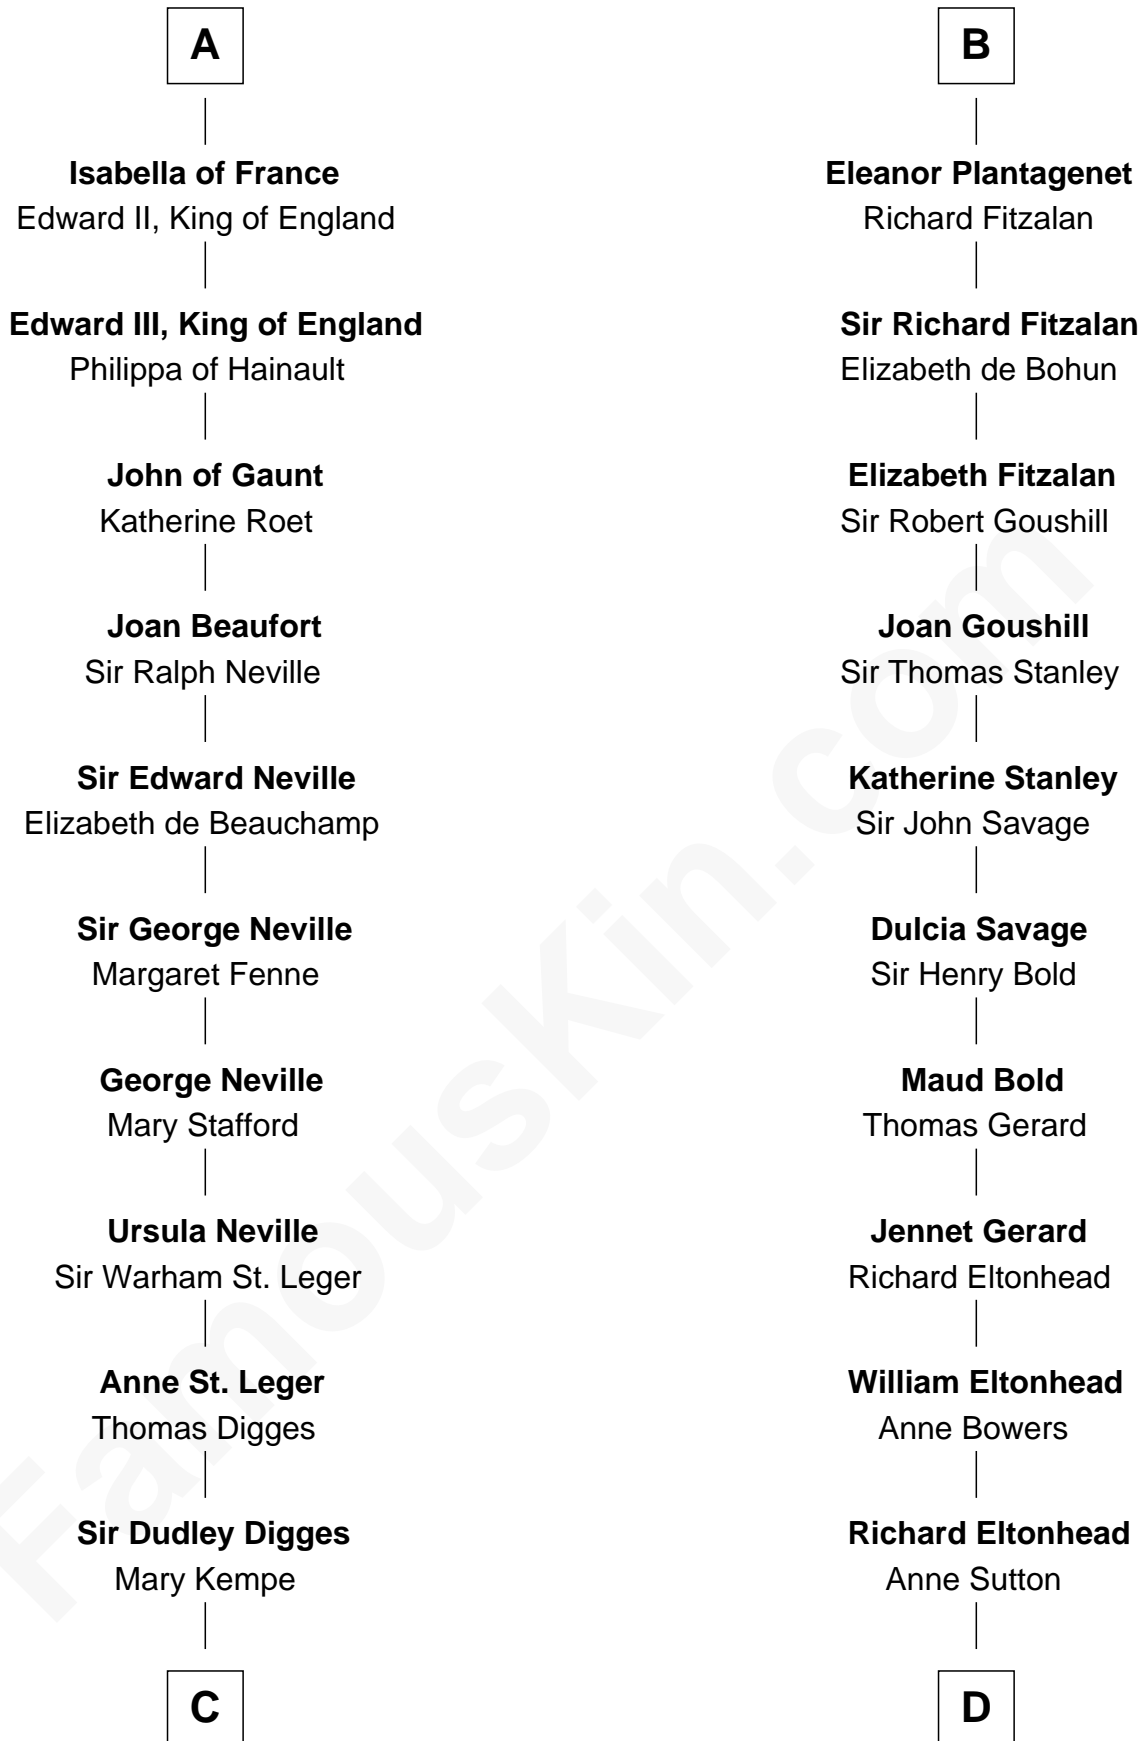 A
Isabella of France
Edward II, King of England
Edward III, King of England
Philippa of Hainault
John of Gaunt
Katherine Roet
Joan Beaufort
Sir Ralph Neville
Sir Edward Neville
Elizabeth de Beauchamp
Sir George Neville
Margaret Fenne
George Neville
Mary Stafford
Ursula Neville
Sir Warham St. Leger
Anne St. Leger
Thomas Digges
Sir Dudley Digges
Mary Kempe
C
B
Eleanor Plantagenet
Richard Fitzalan
Sir Richard Fitzalan
Elizabeth de Bohun
Elizabeth Fitzalan
Sir Robert Goushill
Joan Goushill
Sir Thomas Stanley
Katherine Stanley
Sir John Savage
Dulcia Savage
Sir Henry Bold
Maud Bold
Thomas Gerard
Jennet Gerard
Richard Eltonhead
William Eltonhead
Anne Bowers
Richard Eltonhead
Anne Sutton
D
FamousKin.com